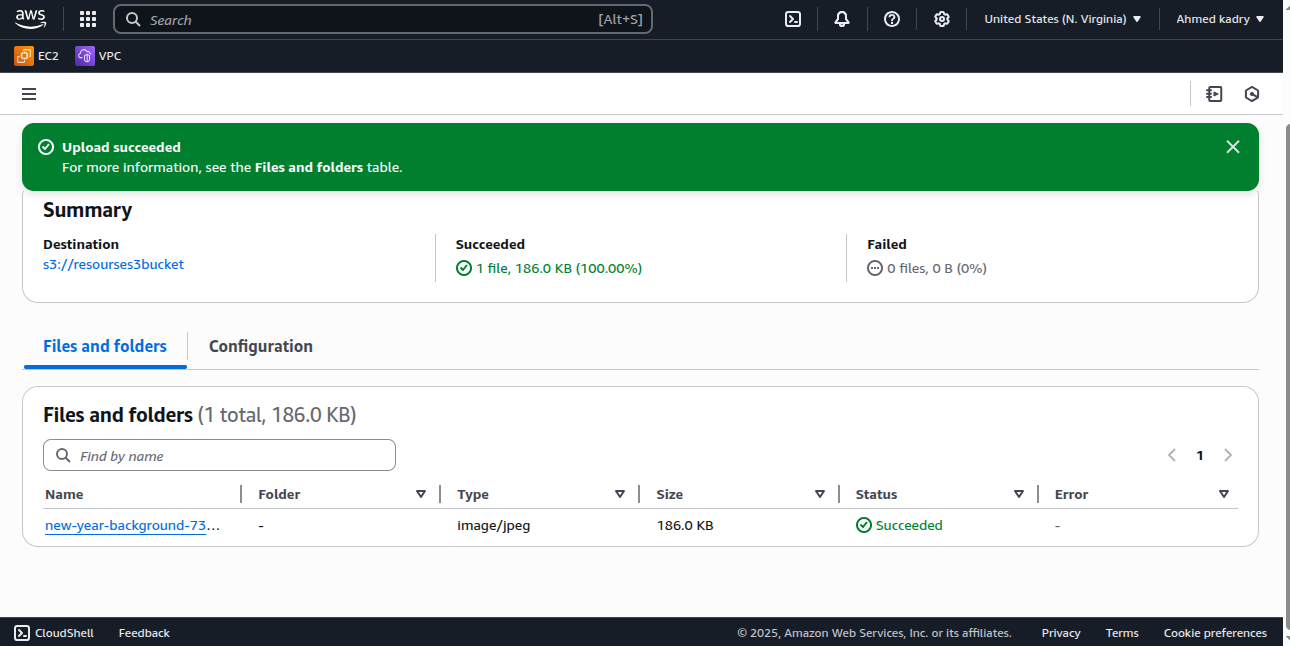 aws
Search [Alt+S] United States (N. Virginia) Ahmed kadry
EC2 VPC
Upload succeeded
For more information, see the Files and folders table.
Summary
Destination Succeeded Failed
s3://resourses3bucket 1 file, 186.0 KB (100.00%) 0 files, 0 B (0%)
Files and folders Configuration
Files and folders (1 total, 186.0 KB)
Find by name 1
Name Folder Type Size Status Error
new-year-background-73... - image/jpeg 186.0 KB Succeeded -
CloudShell Feedback © 2025, Amazon Web Services, Inc. or its affiliates. Privacy Terms Cookie preferences